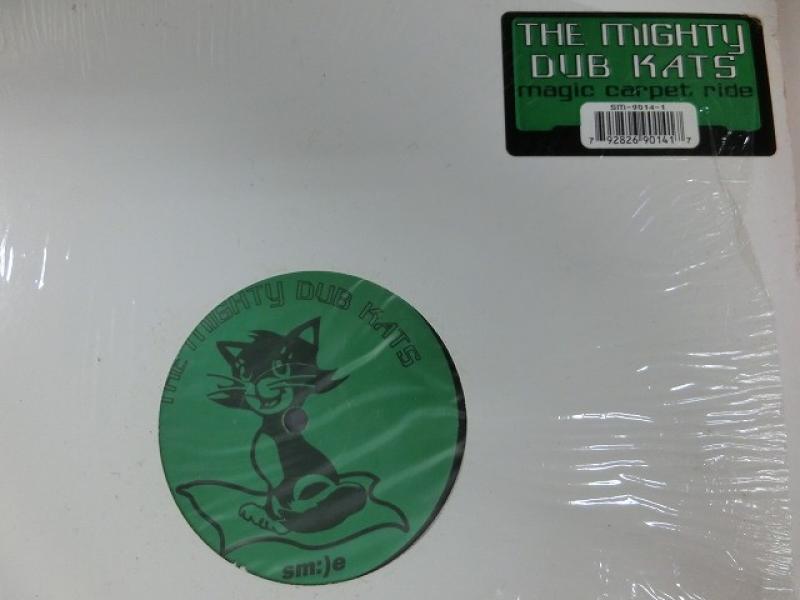 THE MIGHTY
DUB KATS
magic carpet ride
SM-9014-1
7 92826 90141 7
THE MIGHTY DUB KATS
sm:)e